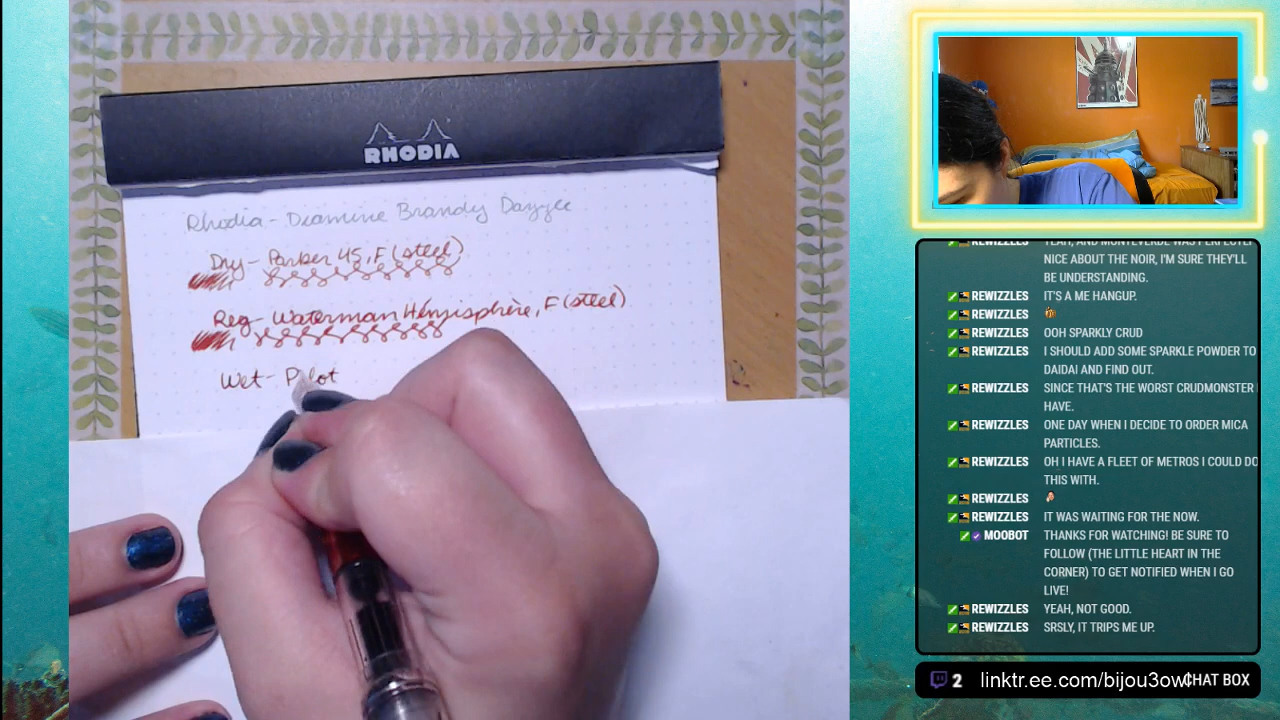 RHODIA
Rhodia - Diamine Brandy Dazzle
Dry - Parker 45, F (steel)
Reg - Waterman Hémisphère, F (steel)
Wet - Pilot
REWIZZLES YEAH, AND MONTEVERDE WAS PERFECTLY
NICE ABOUT THE NOIR, I'M SURE THEY'LL
BE UNDERSTANDING.
REWIZZLES IT'S A ME HANGUP.
REWIZZLES
REWIZZLES OOH SPARKLY CRUD
REWIZZLES I SHOULD ADD SOME SPARKLE POWDER TO
DAIDAI AND FIND OUT.
REWIZZLES SINCE THAT'S THE WORST CRUDMONSTER I
HAVE.
REWIZZLES ONE DAY WHEN I DECIDE TO ORDER MICA
PARTICLES.
REWIZZLES OH I HAVE A FLEET OF METROS I COULD DO
THIS WITH.
REWIZZLES
REWIZZLES IT WAS WAITING FOR THE NOW.
MOOBOT THANKS FOR WATCHING! BE SURE TO
FOLLOW (THE LITTLE HEART IN THE
CORNER) TO GET NOTIFIED WHEN I GO
LIVE!
REWIZZLES YEAH, NOT GOOD.
REWIZZLES SRSLY, IT TRIPS ME UP.
2 linktr.ee.com/bijou3owl CHAT BOX